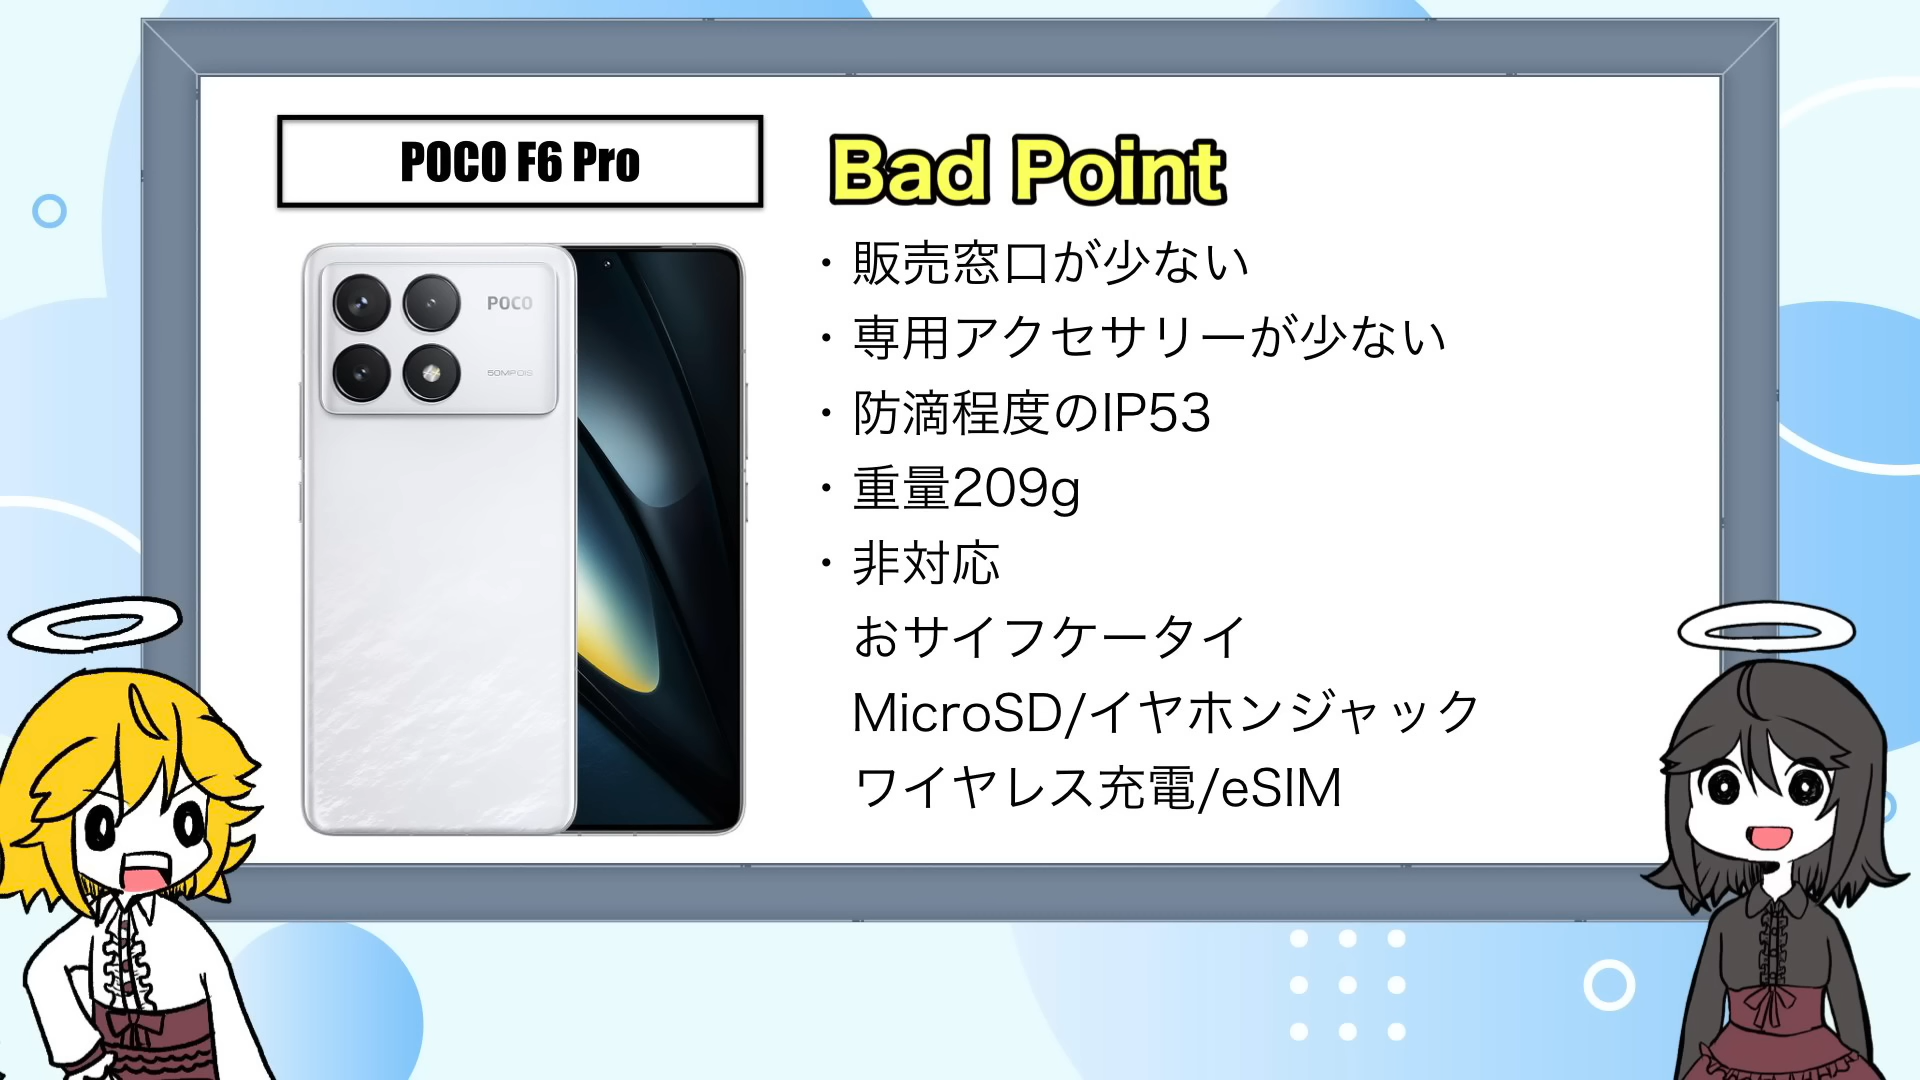 POCO F6 Pro
Bad Point
・販売窓口が少ない
・専用アクセサリーが少ない
・防滴程度のIP53
・重量209g
・非対応
おサイフケータイ
MicroSD/イヤホンジャック
ワイヤレス充電/eSIM
POCO
50MP OIS